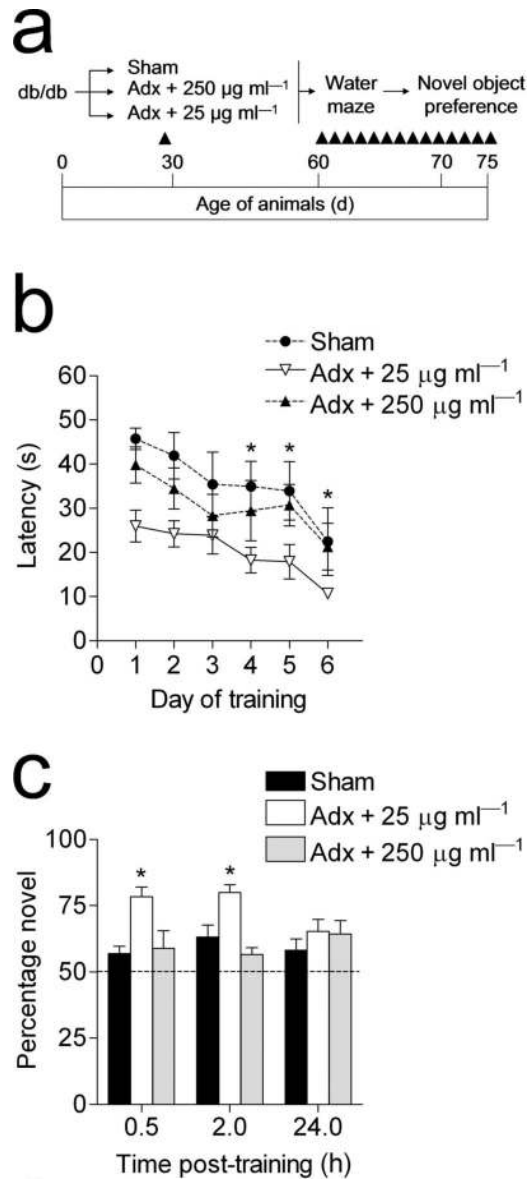 a
db/db
Sham
Adx + 250 μg ml—1
Adx + 25 μg ml—1
Water maze
Novel object preference
0 30 60 70 75
Age of animals (d)
b
Sham
Adx + 25 μg ml—1
Adx + 250 μg ml—1
60
50
40
30
20
10
0
Latency (s)
* * *
0 1 2 3 4 5 6
Day of training
c
Sham
Adx + 25 μg ml—1
Adx + 250 μg ml—1
100
75
50
25
0
Percentage novel
* *
0.5 2.0 24.0
Time post-training (h)